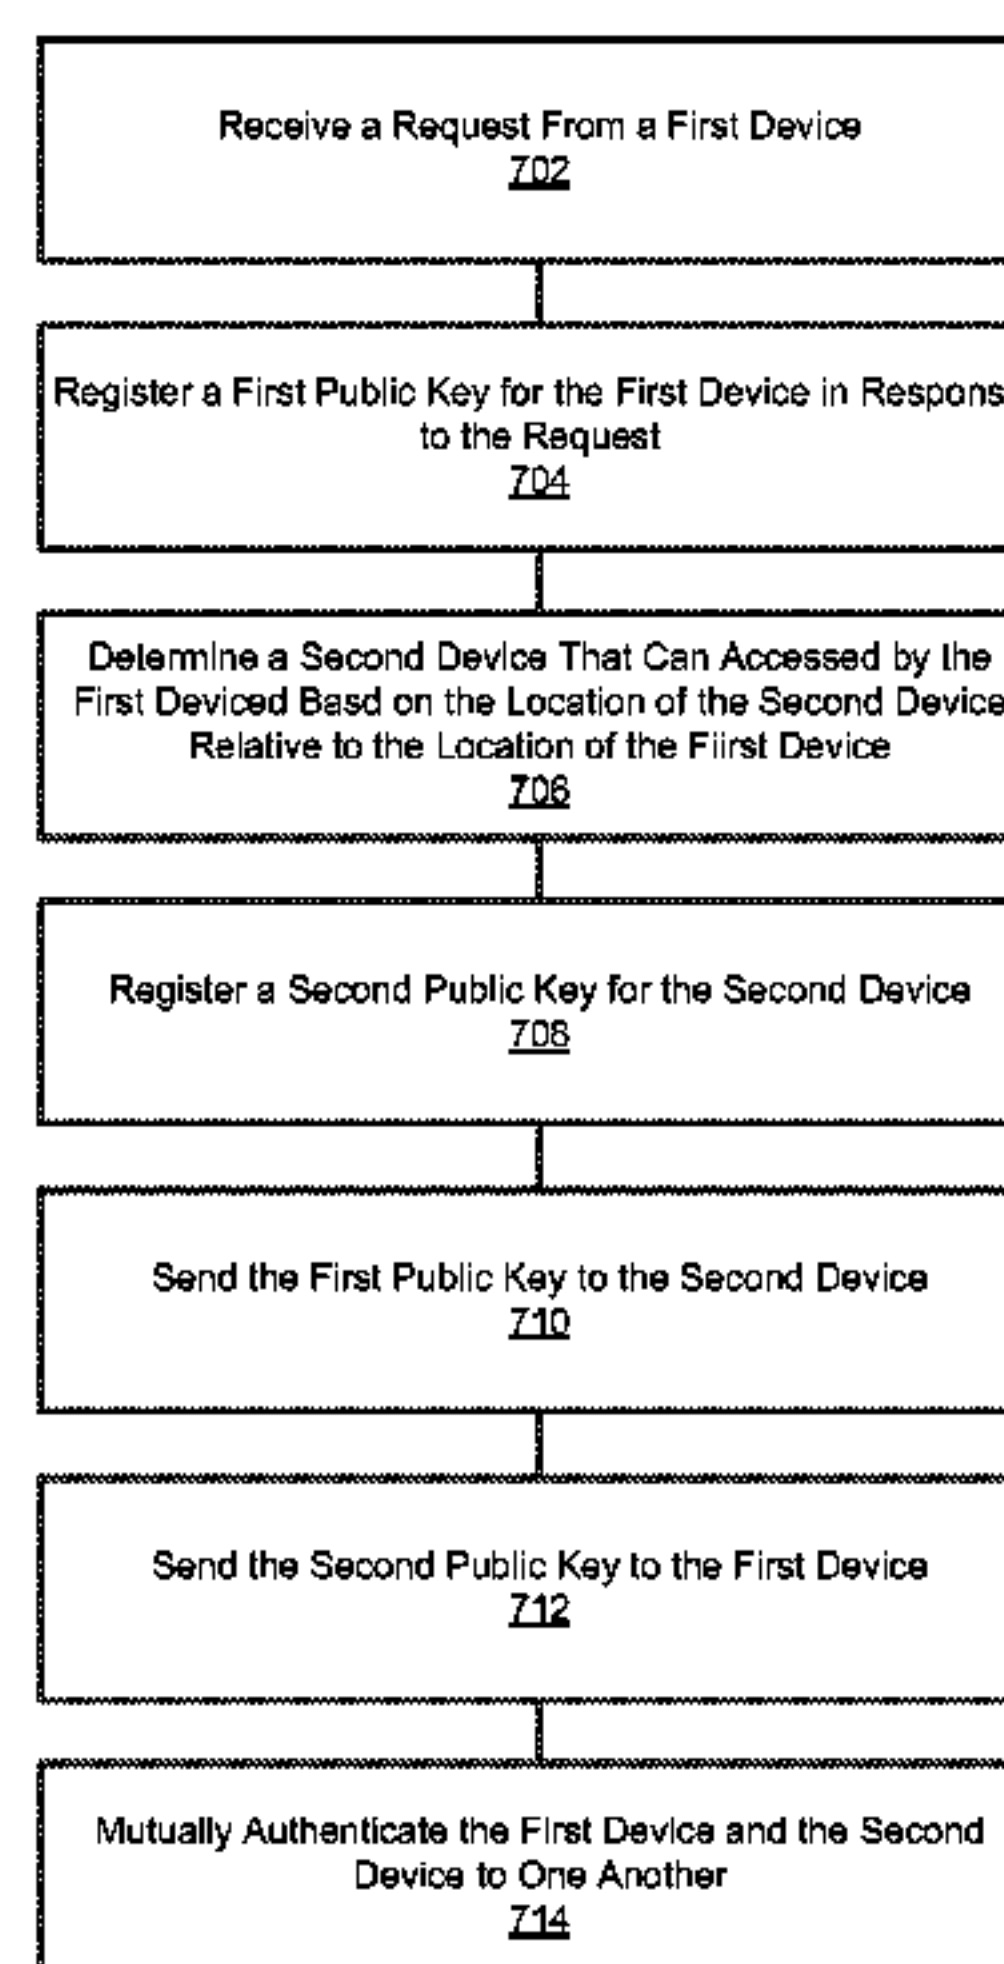 Receive a Request From a First Device
702
Register a First Public Key for the First Device in Respons
to the Request
704
Determine a Second Device That Can Accessed by the
First Deviced Basd on the Location of the Second Device
Relative to the Location of the Fiirst Device
706
Register a Second Public Key for the Second Device
708
Send the First Public Key to the Second Device
710
Send the Second Public Key to the First Device
712
Mutually Authenticate the First Device and the Second
Device to One Another
714